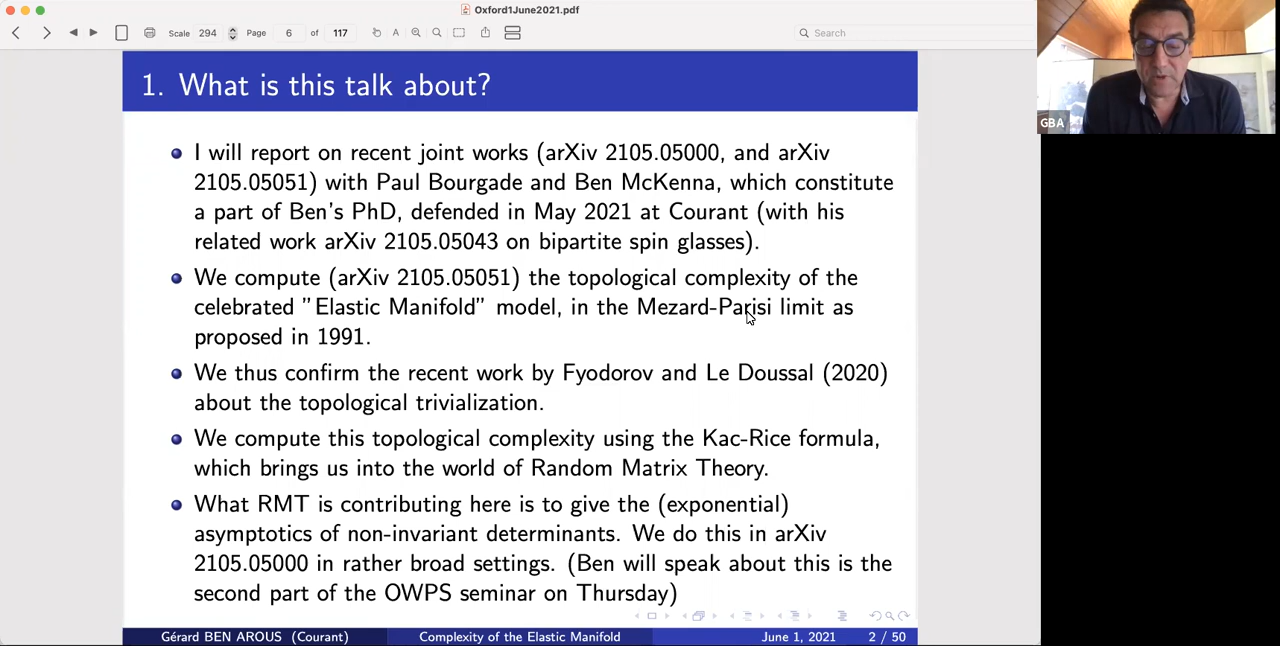 Oxford1June2021.pdf
Scale 294 Page 6 of 117 A Search
GBA
1. What is this talk about?
I will report on recent joint works (arXiv 2105.05000, and arXiv
2105.05051) with Paul Bourgade and Ben McKenna, which constitute
a part of Ben's PhD, defended in May 2021 at Courant (with his
related work arXiv 2105.05043 on bipartite spin glasses).
We compute (arXiv 2105.05051) the topological complexity of the
celebrated "Elastic Manifold" model, in the Mezard-Parisi limit as
proposed in 1991.
We thus confirm the recent work by Fyodorov and Le Doussal (2020)
about the topological trivialization.
We compute this topological complexity using the Kac-Rice formula,
which brings us into the world of Random Matrix Theory.
What RMT is contributing here is to give the (exponential)
asymptotics of non-invariant determinants. We do this in arXiv
2105.05000 in rather broad settings. (Ben will speak about this is the
second part of the OWPS seminar on Thursday)
Gérard BEN AROUS (Courant) Complexity of the Elastic Manifold June 1, 2021 2 / 50